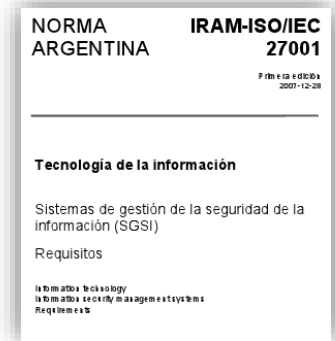 NORMA
ARGENTINA
IRAM-ISO/IEC
27001
Primera edición
2007-12-28
Tecnología de la información
Sistemas de gestión de la seguridad de la
información (SGSI)
Requisitos
Information technology
Information security management systems
Requirements